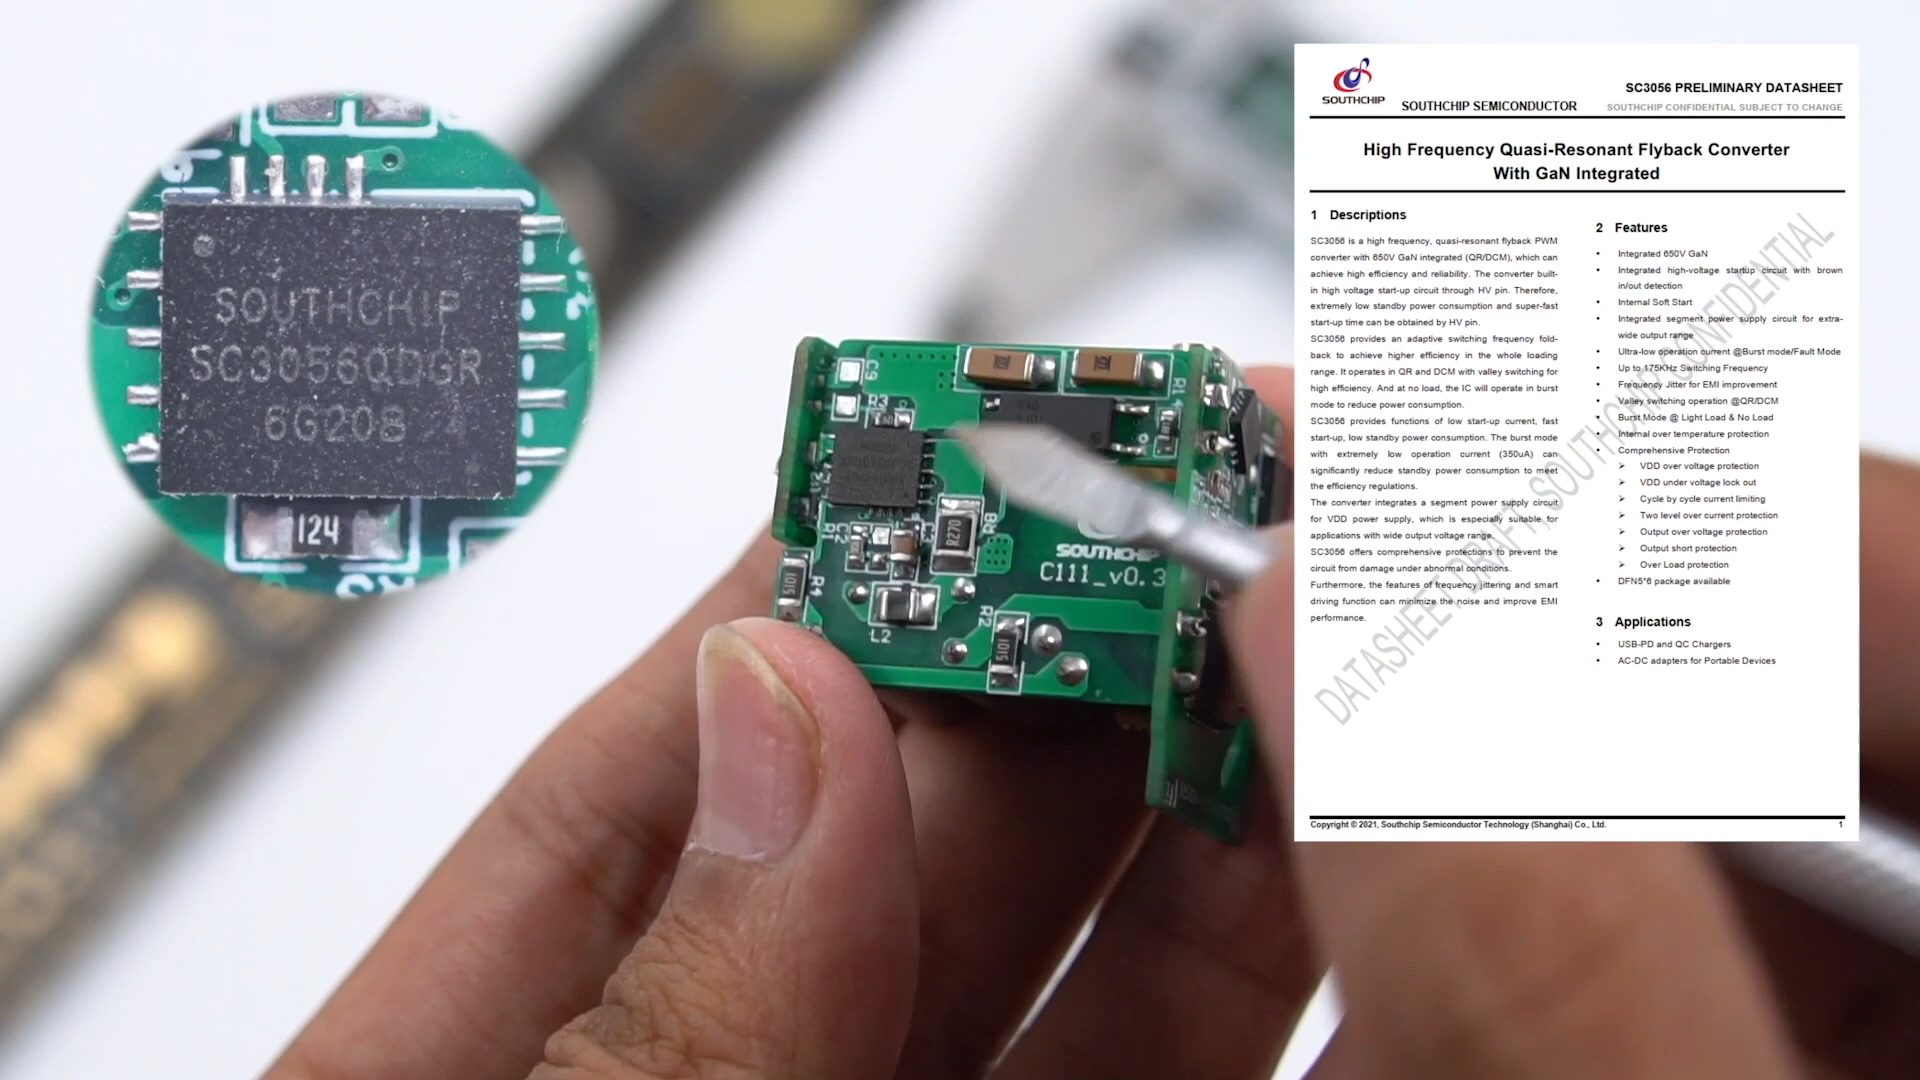 SOUTHCHIP
SC3056QDGR
6G208
124
C9
R3
R270
5101
R4
L2
R2
5101
SOUTHCHIP
C111_v0.3
SOUTHCHIP
SOUTHCHIP SEMICONDUCTOR
SC3056 PRELIMINARY DATASHEET
SOUTHCHIP CONFIDENTIAL SUBJECT TO CHANGE
High Frequency Quasi-Resonant Flyback Converter
With GaN Integrated
1 Descriptions
SC3056 is a high frequency, quasi-resonant flyback PWM
converter with 650V GaN integrated (QR/DCM), which can
achieve high efficiency and reliability. The converter built-
in high voltage start-up circuit through HV pin. Therefore,
extremely low standby power consumption and super-fast
start-up time can be obtained by HV pin.
SC3056 provides an adaptive switching frequency fold-
back to achieve higher efficiency in the whole loading
range. It operates in QR and DCM with valley switching for
high efficiency. And at no load, the IC will operate in burst
mode to reduce power consumption.
SC3056 provides functions of low start-up current, fast
start-up, low standby power consumption. The burst mode
with extremely low operation current (350uA) can
significantly reduce standby power consumption to meet
the efficiency regulations.
The converter integrates a segment power supply circuit
for VDD power supply, which is especially suitable for
applications with wide output voltage range.
SC3056 offers comprehensive protections to prevent the
circuit from damage under abnormal conditions.
Furthermore, the features of frequency jittering and smart
driving function can minimize the noise and improve EMI
performance.
2 Features
• Integrated 650V GaN
• Integrated high-voltage startup circuit with brown
in/out detection
• Internal Soft Start
• Integrated segment power supply circuit for extra-
wide output range
• Ultra-low operation current @Burst mode/Fault Mode
• Up to 175KHz Switching Frequency
• Frequency Jitter for EMI improvement
• Valley switching operation @QR/DCM
• Burst Mode @ Light Load & No Load
• Internal over temperature protection
• Comprehensive Protection
➢ VDD over voltage protection
➢ VDD under voltage lock out
➢ Cycle by cycle current limiting
➢ Two level over current protection
➢ Output over voltage protection
➢ Output short protection
➢ Over Load protection
• DFN5*6 package available
3 Applications
• USB-PD and QC Chargers
• AC-DC adapters for Portable Devices
DATASHEET DRAFT, SOUTHCHIP CONFIDENTIAL
Copyright © 2021, Southchip Semiconductor Technology (Shanghai) Co., Ltd.
1